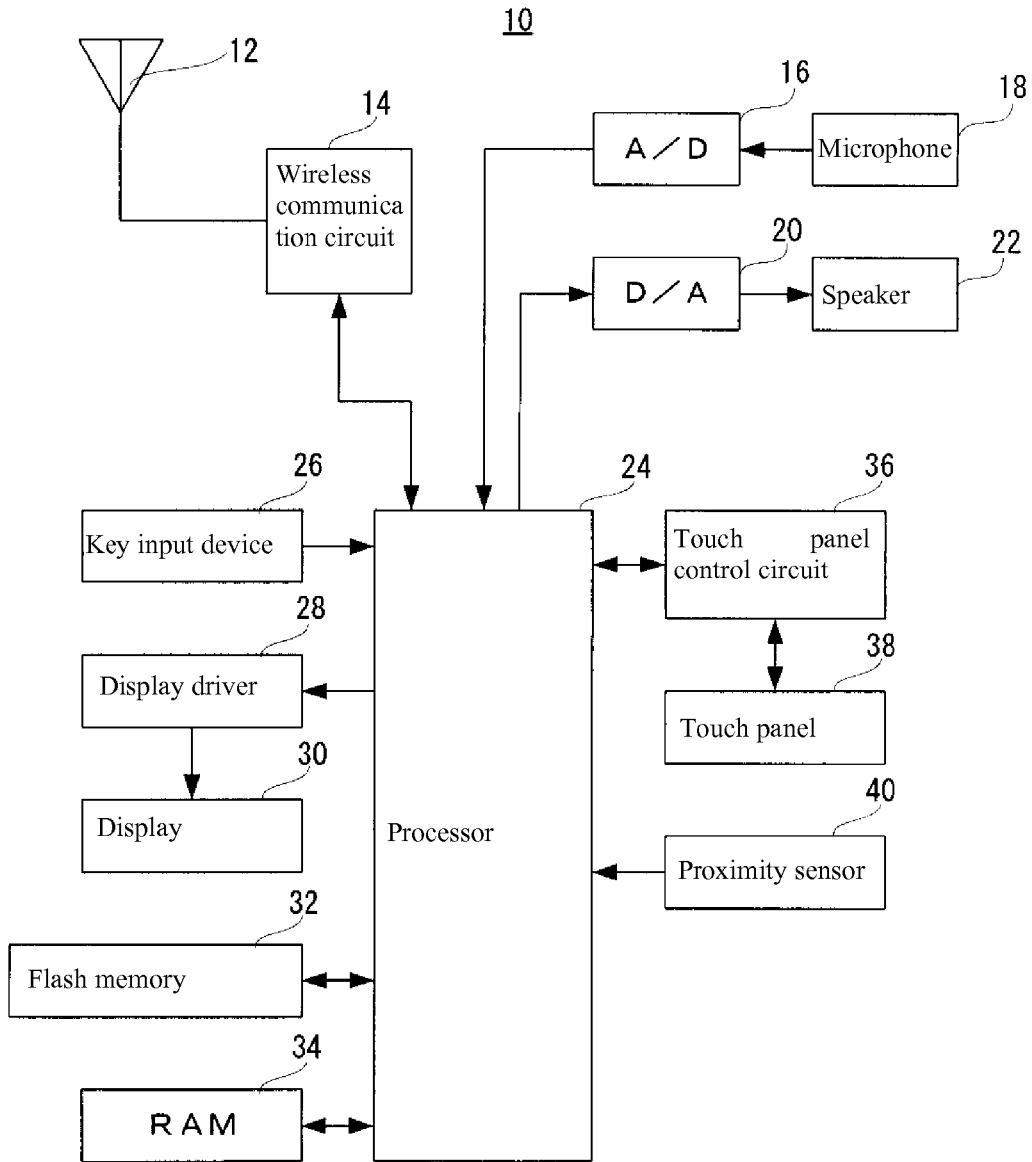 10
12
14
16
18
Wireless
communica
tion circuit
A/D
Microphone
20
22
D/A
Speaker
26
24
36
Key input device
Touch panel
control circuit
28
38
Display driver
Touch panel
30
40
Display
Processor
Proximity sensor
32
Flash memory
34
RAM